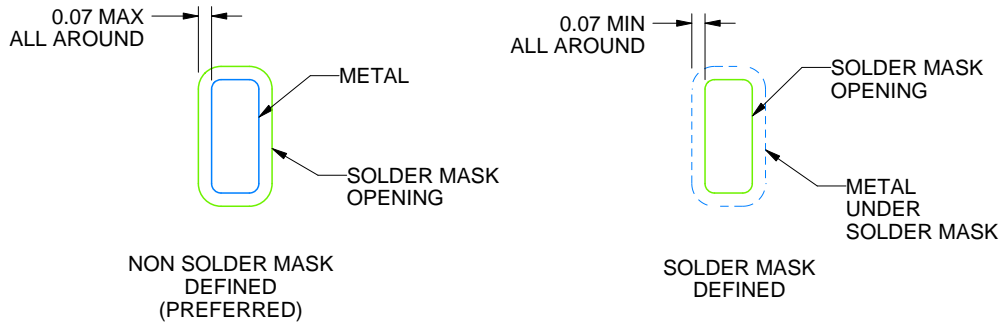 0.07 MAX
ALL AROUND
METAL
SOLDER MASK
OPENING
NON SOLDER MASK
DEFINED
(PREFERRED)
0.07 MIN
ALL AROUND
SOLDER MASK
OPENING
METAL
UNDER
SOLDER MASK
SOLDER MASK
DEFINED